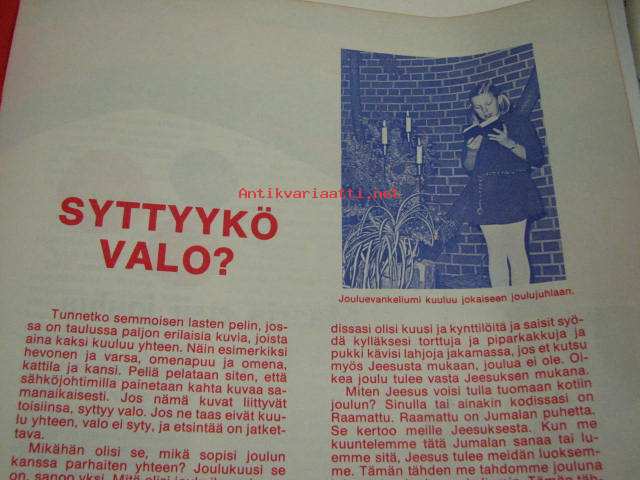 Antikvariaatti.net
SYTTYYKÖ
VALO?
Jouluevankeliumi kuuluu jokaiseen joulujuhlaan.
Tunnetko semmoisen lasten pelin, jos-
sa on taulussa paljon erilaisia kuvia, joista
aina kaksi kuuluu yhteen. Näin esimerkiksi
hevonen ja varsa, omenapuu ja omena,
kattila ja kansi. Peliä pelataan siten, että
sähköjohtimilla painetaan kahta kuvaa sa-
manaikaisesti. Jos nämä kuvat liittyvät
toisiinsa, syttyy valo. Jos ne taas eivät kuu-
lu yhteen, valo ei syty, ja etsintää on jatket-
tava.
Mikähän olisi se, mikä sopisi joulun
kanssa parhaiten yhteen? Joulukuusi se
on, sanoo yksi. Mitä olisi
dissasi olisi kuusi ja kynttilöitä ja saisit syö-
dä kylläksesi torttuja ja piparkakkuja ja
pukki kävisi lahjoja jakamassa, jos et kutsu
myös Jeesusta mukaan, joulua ei ole. Oi-
kea joulu tulee vasta Jeesuksen mukana.
Miten Jeesus voisi tulla tuomaan kotiin
joulun? Sinulla tai ainakin kodissasi on
Raamattu. Raamattu on Jumalan puhetta.
Se kertoo meille Jeesuksesta. Kun me
kuuntelemme tätä Jumalan sanaa tai lu-
emme sitä, Jeesus tulee meidän luoksem-
me. Tämän tähden me tahdomme jouluna